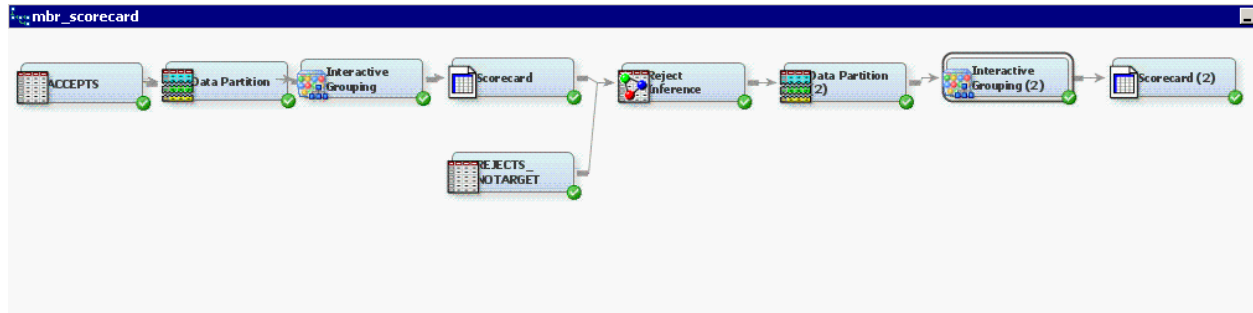 mbr_scorecard
ACCEPTS
Data Partition
Interactive
Grouping
Scorecard
Reject
Inference
Data Partition
(2)
Interactive
Grouping (2)
Scorecard (2)
REJECTS_
NOTARGET